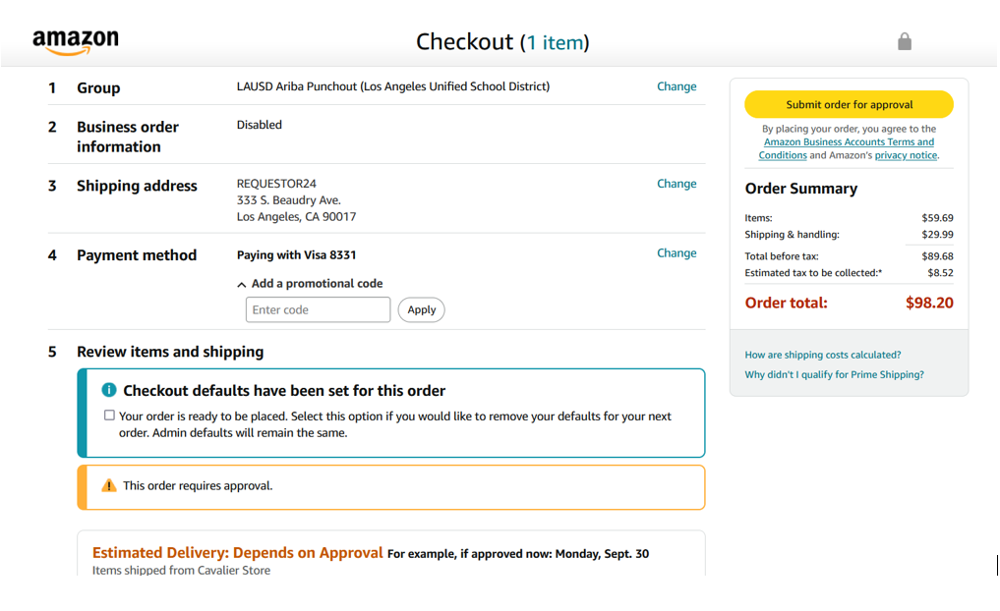 amazon
Checkout (1 item)
1 Group LAUSD Ariba Punchout (Los Angeles Unified School District) Change
2 Business order information Disabled
3 Shipping address REQUESTOR24 Change
333 S. Beaudry Ave.
Los Angeles, CA 90017
4 Payment method Paying with Visa 8331 Change
Add a promotional code
Enter code Apply
5 Review items and shipping
i Checkout defaults have been set for this order
Your order is ready to be placed. Select this option if you would like to remove your defaults for your next
order. Admin defaults will remain the same.
! This order requires approval.
Estimated Delivery: Depends on Approval For example, if approved now: Monday, Sept. 30
Items shipped from Cavalier Store
Submit order for approval
By placing your order, you agree to the
Amazon Business Accounts Terms and
Conditions and Amazon's privacy notice.
Order Summary
Items: $59.69
Shipping & handling: $29.99
Total before tax: $89.68
Estimated tax to be collected:* $8.52
Order total: $98.20
How are shipping costs calculated?
Why didn't I qualify for Prime Shipping?